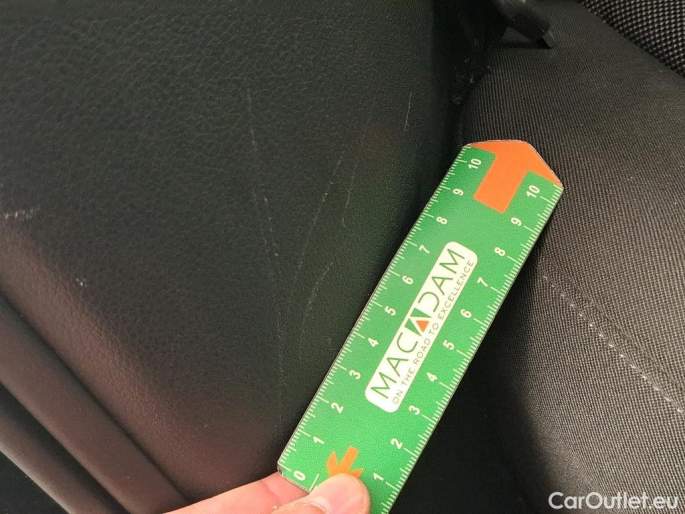 0 1 2 3 4 5 6 7 8 9 10
MACADAM
ON THE ROAD TO EXCELLENCE
1 2 3 4 5 6 7 8 9 10
CarOutlet.eu